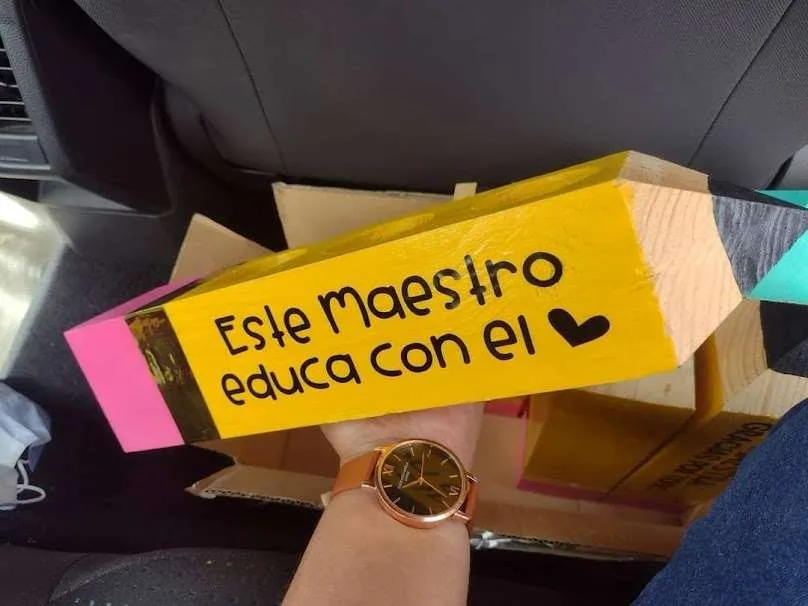 Este maestro
educa con el ♥